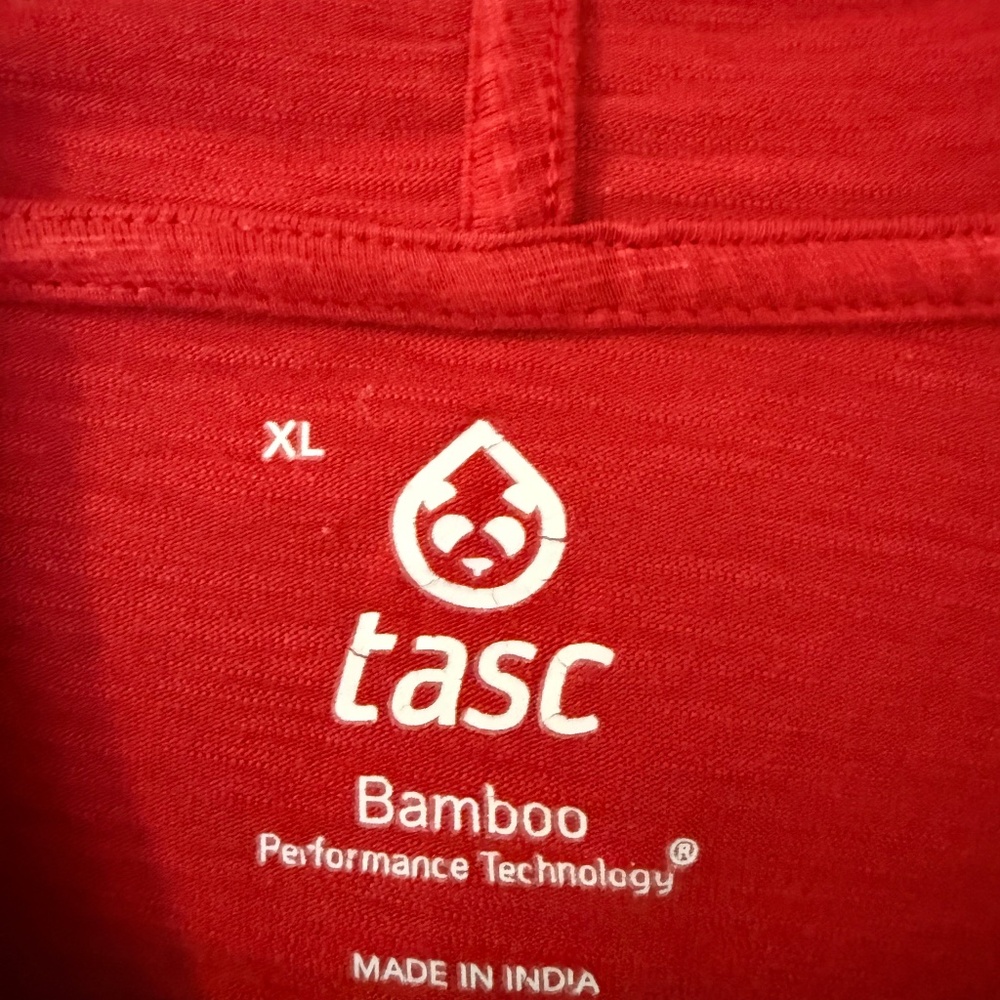 XL
tasc
Bamboo
Performance Technology®
MADE IN INDIA